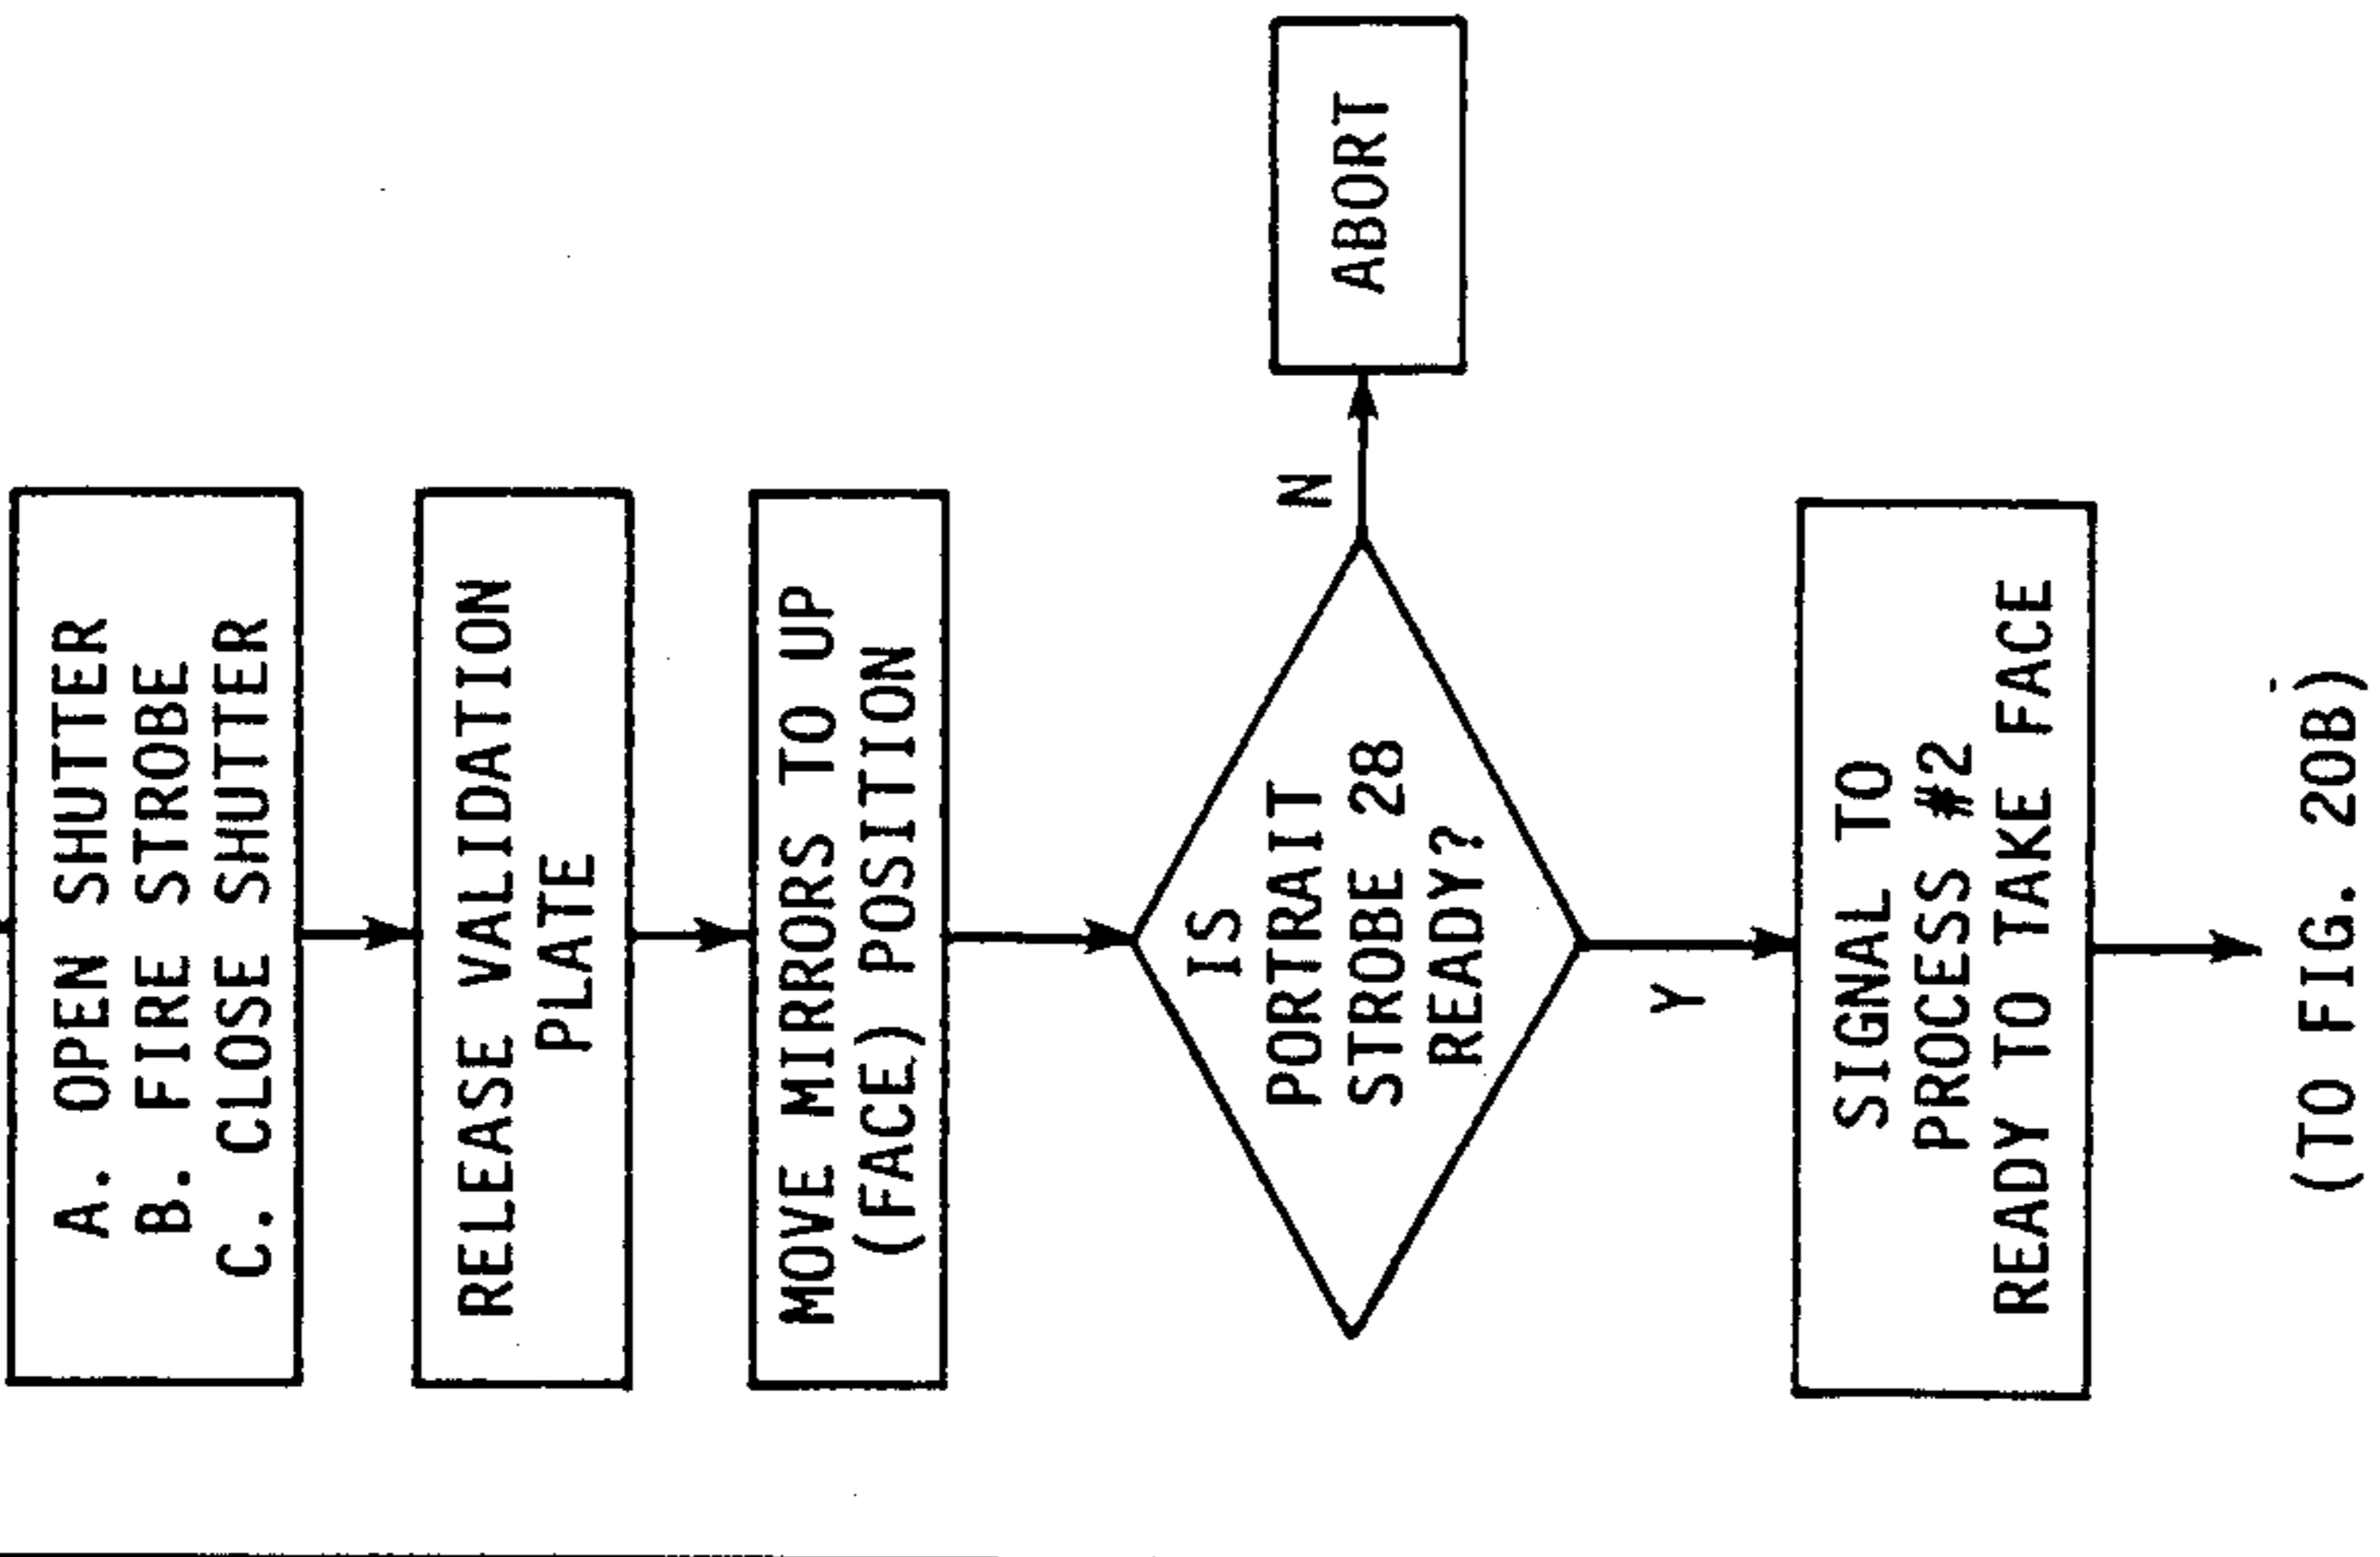 A. OPEN SHUTTER
B. FIRE STROBE
C. CLOSE SHUTTER
RELEASE VALIDATION
PLATE
MOVE MIRRORS TO UP
(FACE) POSITION
IS
PORTRAIT
STROBE 28
READY?
N
ABORT
Y
SIGNAL TO
PROCESS #2
READY TO TAKE FACE
(TO FIG. 20B)